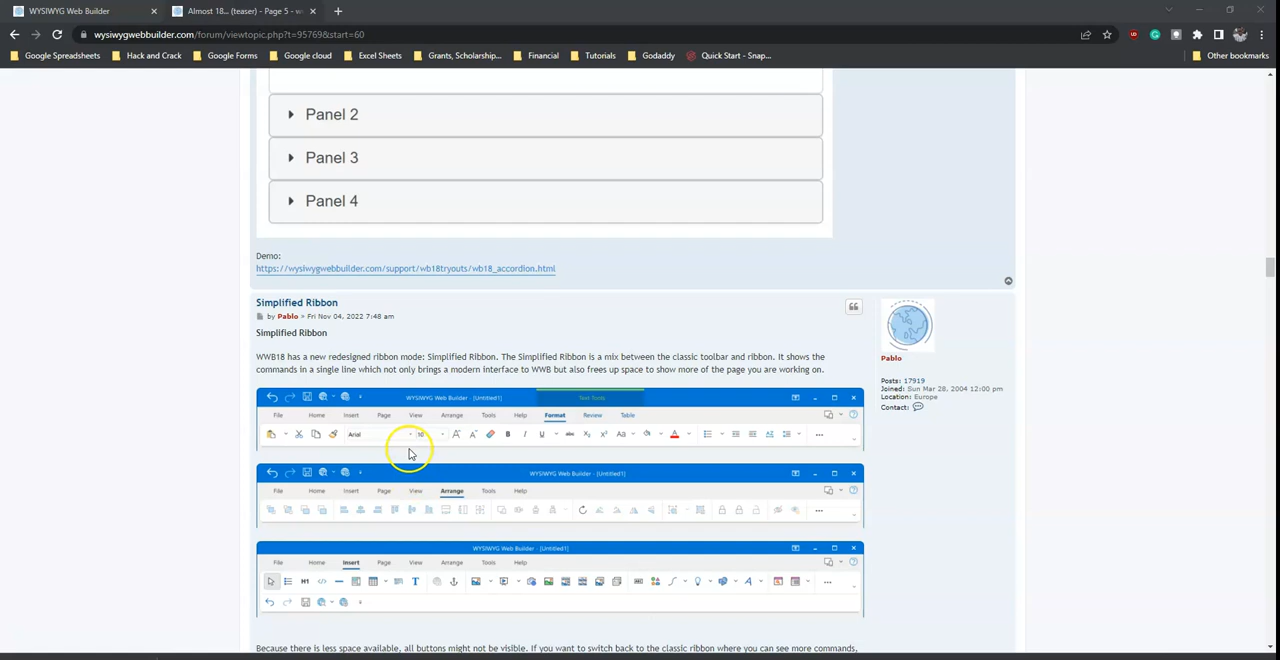 WYSIWYG Web Builder
Almost 18... (teaser) - Page 5 - w
wysiwygwebbuilder.com/forum/viewtopic.php?t=95769&start=60
Google Spreadsheets
Hack and Crack
Google Forms
Google cloud
Excel Sheets
Grants, Scholarship...
Financial
Tutorials
Godaddy
Quick Start - Snap...
Other bookmarks
Panel 2
Panel 3
Panel 4
Demo:
https://wysiwygwebbuilder.com/support/wb18tryouts/wb18_accordion.html
Simplified Ribbon
by Pablo » Fri Nov 04, 2022 7:48 am
Simplified Ribbon
WWB18 has a new redesigned ribbon mode: Simplified Ribbon. The Simplified Ribbon is a mix between the classic toolbar and ribbon. It shows the
commands in a single line which not only brings a modern interface to WWB but also frees up space to show more of the page you are working on.
Pablo
Posts: 17919
Joined: Sun Mar 28, 2004 12:00 pm
Location: Europe
Contact:
WYSIWYG Web Builder - [Untitled1] Text Tools
File Home Insert Page View Arrange Tools Help Format Review Table
Arial 10 B I U abc X₂ X² Aa A
WYSIWYG Web Builder - [Untitled1]
File Home Insert Page View Arrange Tools Help
WYSIWYG Web Builder - [Untitled1]
File Home Insert Page View Arrange Tools Help
H1 T A
Because there is less space available, all buttons might not be visible. If you want to switch back to the classic ribbon where you can see more commands,